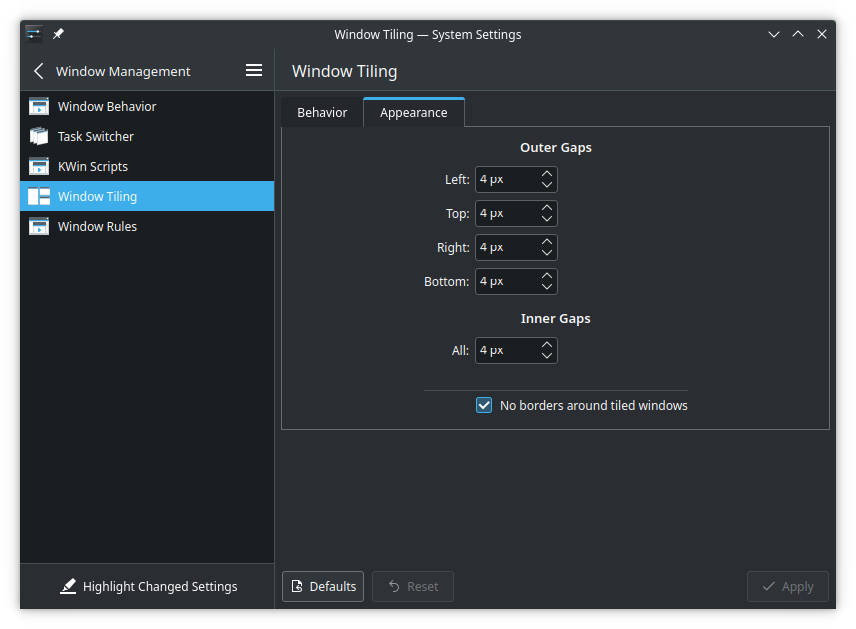 Window Tiling — System Settings
Window Management
Window Tiling
Window Behavior
Task Switcher
KWin Scripts
Window Tiling
Window Rules
Highlight Changed Settings
Behavior
Appearance
Outer Gaps
Left: 4 px
Top: 4 px
Right: 4 px
Bottom: 4 px
Inner Gaps
All: 4 px
No borders around tiled windows
Defaults
Reset
Apply